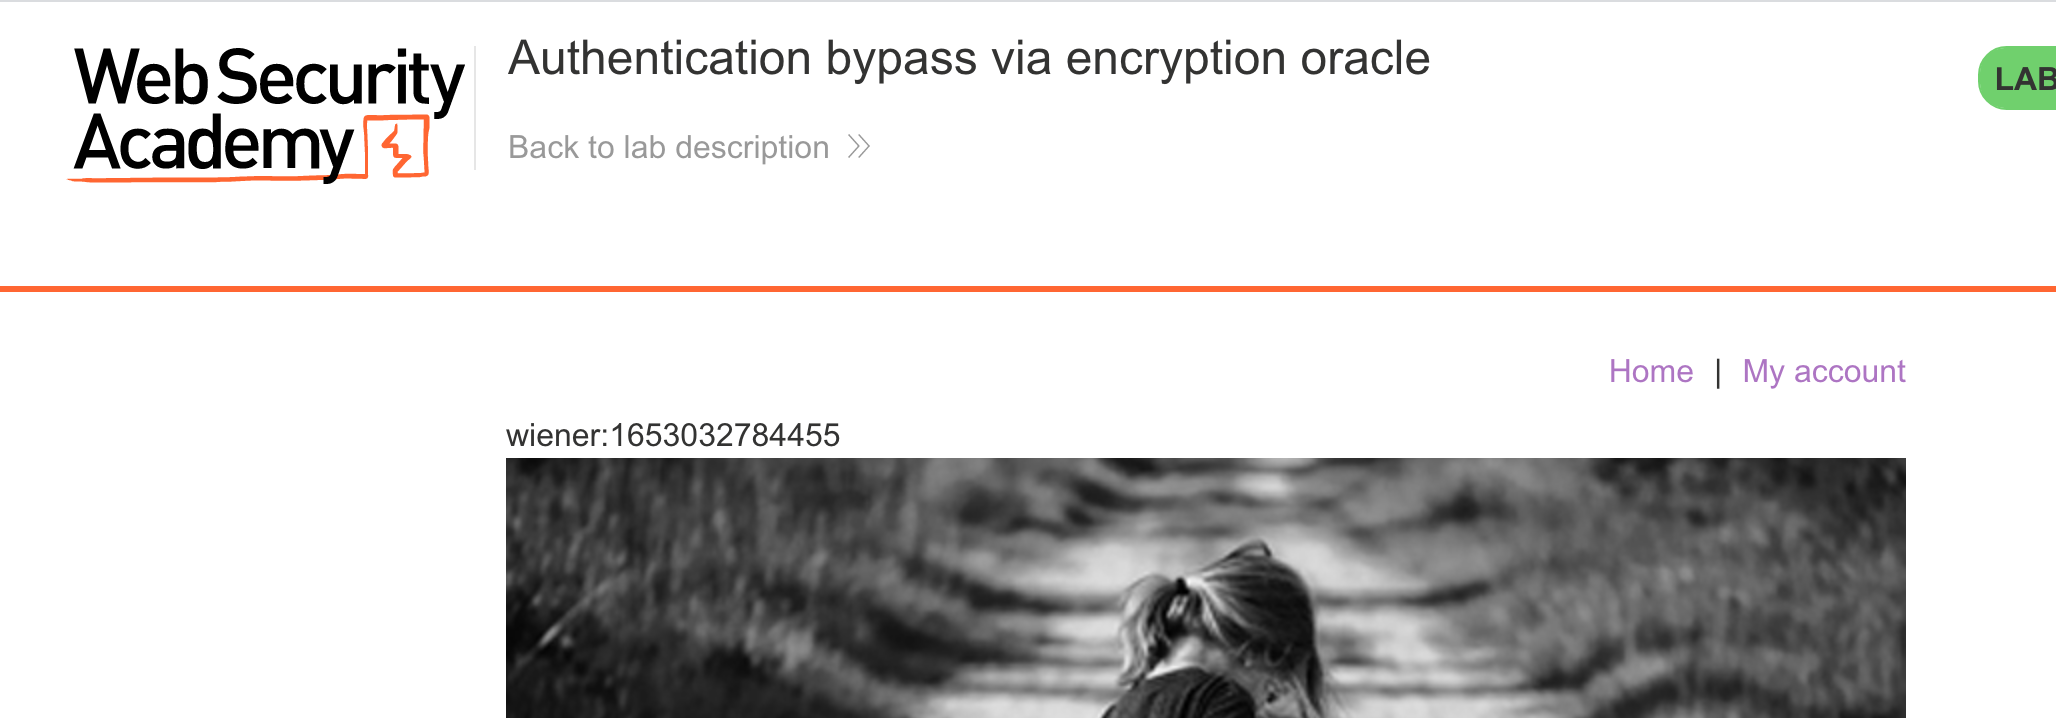 Web Security
Academy
Authentication bypass via encryption oracle
Back to lab description
LAB
Home | My account
wiener:1653032784455